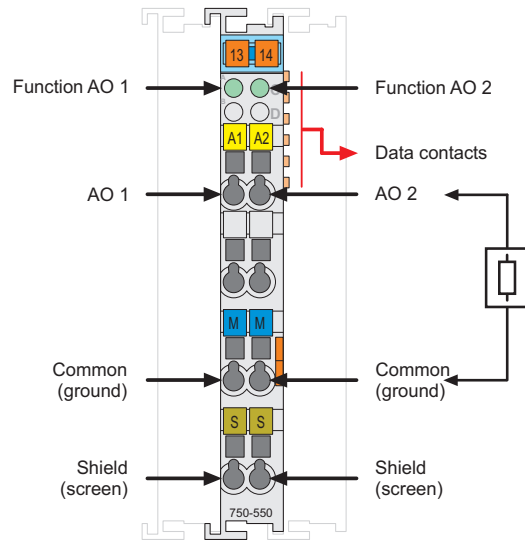 13 14
Function AO 1
A
C
Function AO 2
B
D
A1 A2
Data contacts
AO 1
AO 2
M M
Common
(ground)
Common
(ground)
S S
Shield
(screen)
Shield
(screen)
750-550